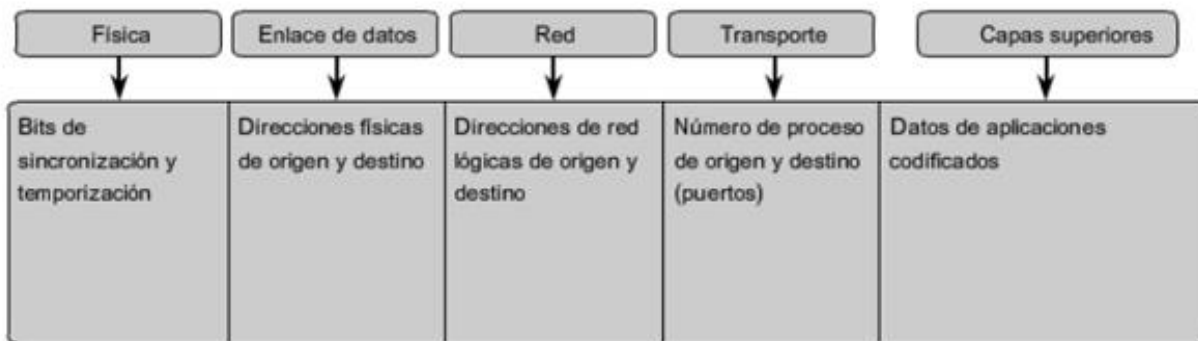 Física
Enlace de datos
Red
Transporte
Capas superiores
Bits de
sincronización y
temporización
Direcciones físicas
de origen y destino
Direcciones de red
lógicas de origen y
destino
Número de proceso
de origen y destino
(puertos)
Datos de aplicaciones
codificados